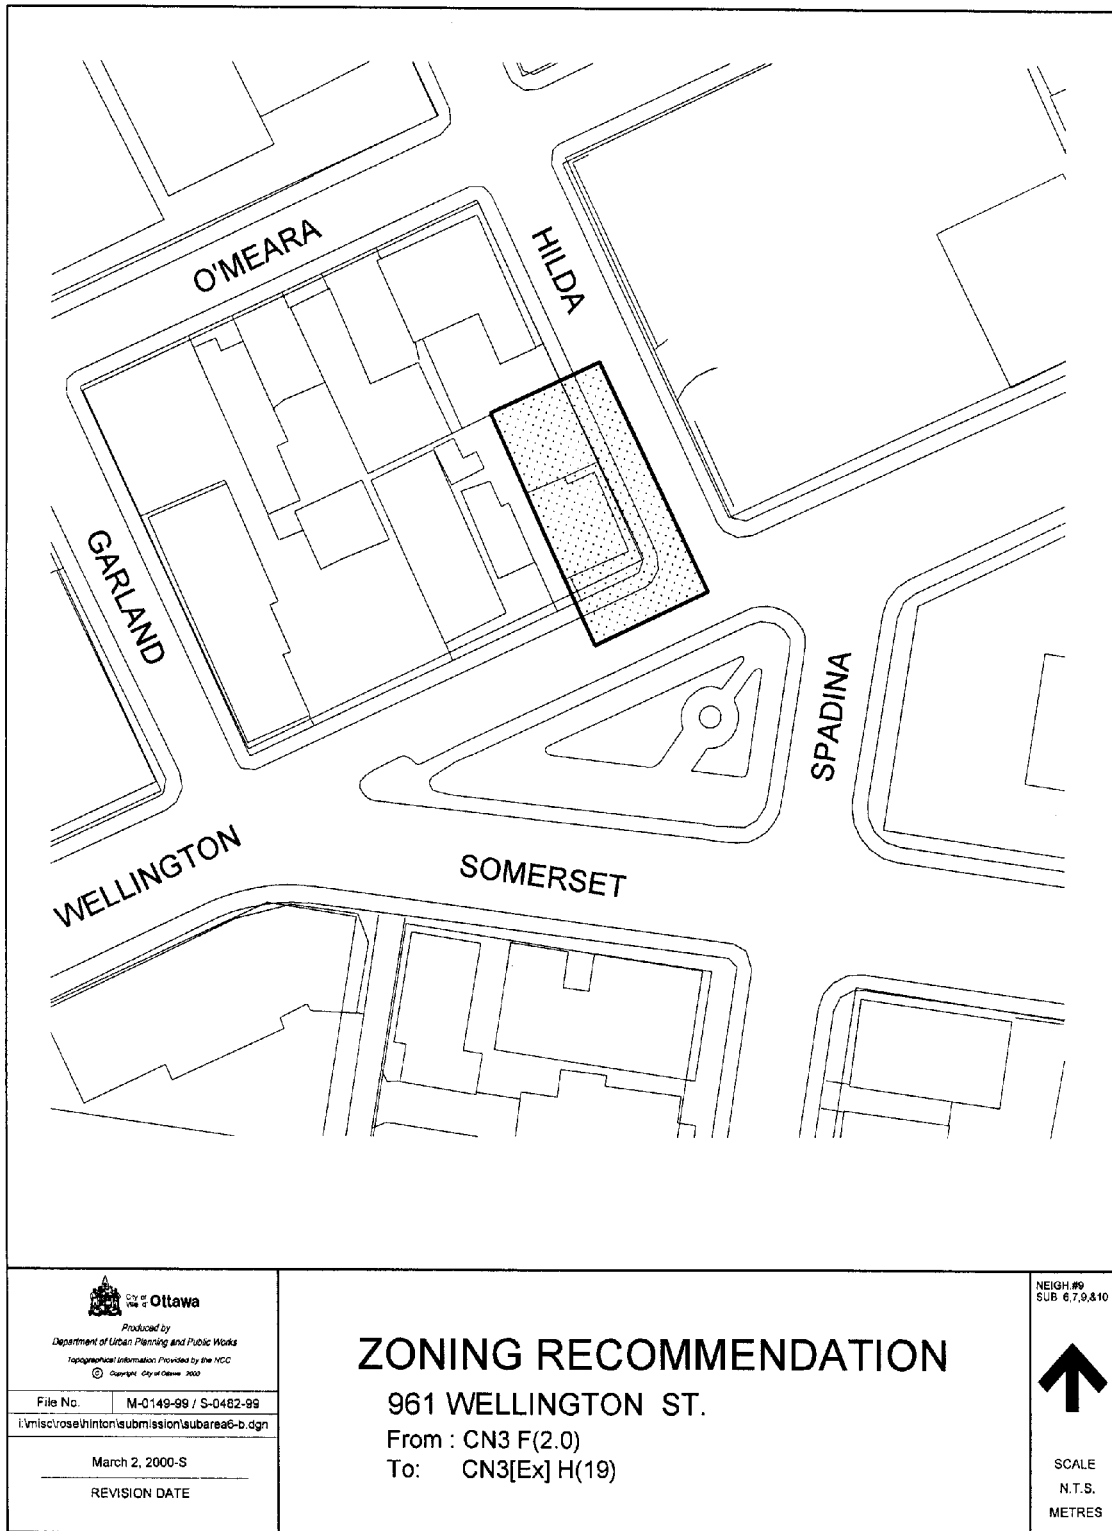 O'MEARA
HILDA
GARLAND
SPADINA
WELLINGTON
SOMERSET
City of
Ville d' Ottawa
Produced by
Department of Urban Planning and Public Works
Topographical Information Provided by the NCC
© Copyright City of Ottawa 2000
File No. M-0149-99 / S-0482-99
i:\misc\rose\hinton\submission\subarea6-b.dgn
March 2, 2000-S
REVISION DATE
ZONING RECOMMENDATION
961 WELLINGTON ST.
From : CN3 F(2.0)
To: CN3[Ex] H(19)
NEIGH.#9
SUB 6,7,9,&10
SCALE
N.T.S.
METRES